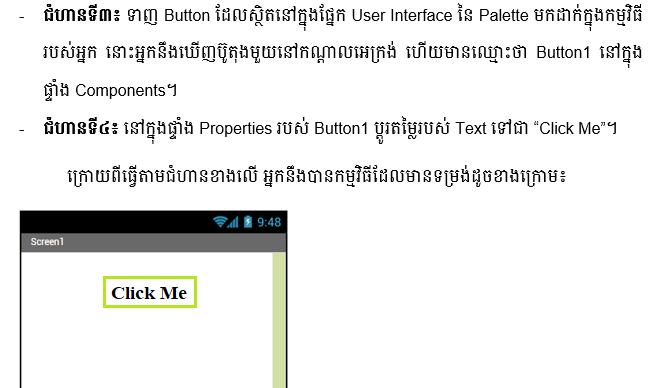 - ជំហានទី៣៖ ទាញ Button ដែលស្ថិតនៅក្នុងផ្នែក User Interface នៃ Palette មកដាក់ក្នុងកម្មវិធី
របស់អ្នក នោះអ្នកនឹងឃើញប៊ូតុងមួយនៅកណ្តាលអេក្រង់ ហើយមានឈ្មោះថា Button1 នៅក្នុង
ផ្ទាំង Components។
- ជំហានទី៤៖ នៅក្នុងផ្ទាំង Properties របស់ Button1 ប្តូរតម្លៃរបស់ Text ទៅជា “Click Me”។
ក្រោយពីធ្វើតាមជំហានខាងលើ អ្នកនឹងបានកម្មវិធីដែលមានទម្រង់ដូចខាងក្រោម៖
9:48
Screen1
Click Me